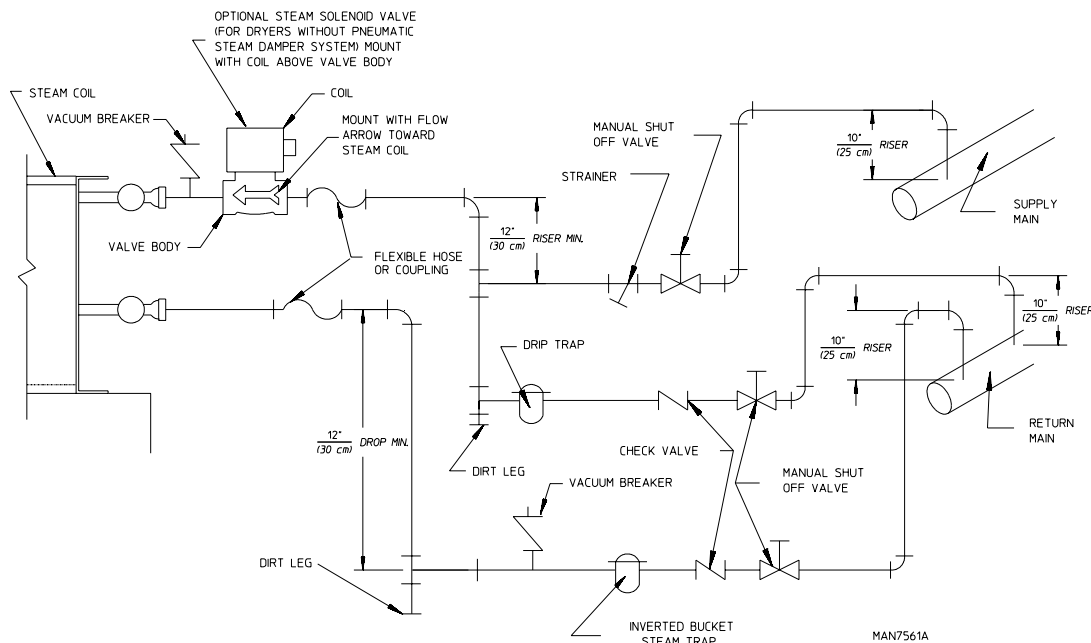 OPTIONAL STEAM SOLENOID VALVE
(FOR DRYERS WITHOUT PNEUMATIC
STEAM DAMPER SYSTEM) MOUNT
WITH COIL ABOVE VALVE BODY
STEAM COIL
COIL
VACUUM BREAKER
MOUNT WITH FLOW
ARROW TOWARD
STEAM COIL
MANUAL SHUT
OFF VALVE
10"
(25 cm) RISER
STRAINER
SUPPLY
MAIN
VALVE BODY
12"
(30 cm) RISER MIN.
FLEXIBLE HOSE
OR COUPLING
10"
(25 cm) RISER
10"
(25 cm) RISER
DRIP TRAP
RETURN
MAIN
12"
(30 cm) DROP MIN.
CHECK VALVE
DIRT LEG
MANUAL SHUT
OFF VALVE
VACUUM BREAKER
DIRT LEG
INVERTED BUCKET
STEAM TRAP
MAN7561A